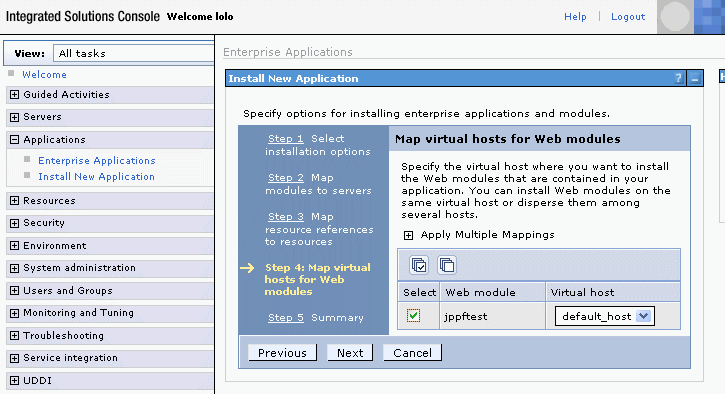 Integrated Solutions Console Welcome lolo
Help Logout
View: All tasks
Welcome
Guided Activities
Servers
Applications
Enterprise Applications
Install New Application
Resources
Security
Environment
System administration
Users and Groups
Monitoring and Tuning
Troubleshooting
Service integration
UDDI
Enterprise Applications
Install New Application
?
Specify options for installing enterprise applications and modules.
Step 1 Select
installation options
Step 2 Map
modules to servers
Step 3 Map
resource references
to resources
Step 4: Map virtual
hosts for Web
modules
Step 5 Summary
Map virtual hosts for Web modules
Specify the virtual host where you want to install
the Web modules that are contained in your
application. You can install Web modules on the
same virtual host or disperse them among
several hosts.
Apply Multiple Mappings
Select Web module Virtual host
jppftest default_host
Previous Next Cancel